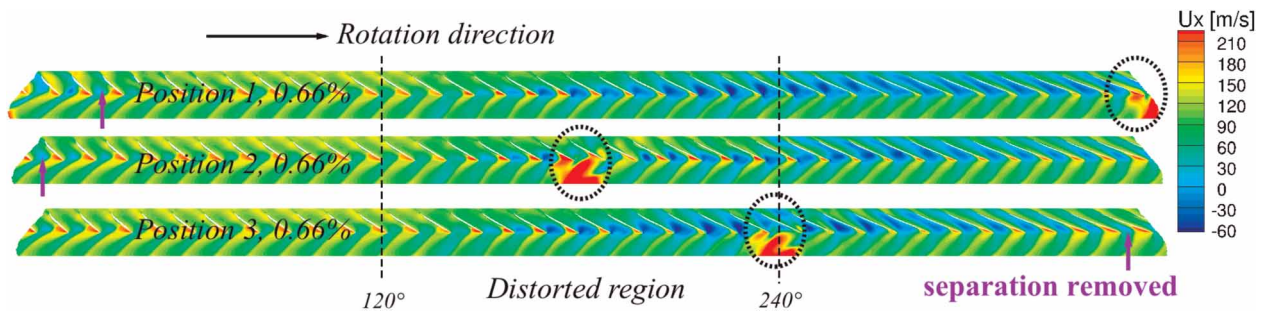 Rotation direction
Ux [m/s]
210
180
150
120
90
60
30
0
-30
-60
Position 1, 0.66%
Position 2, 0.66%
Position 3, 0.66%
120°
Distorted region
240°
separation removed